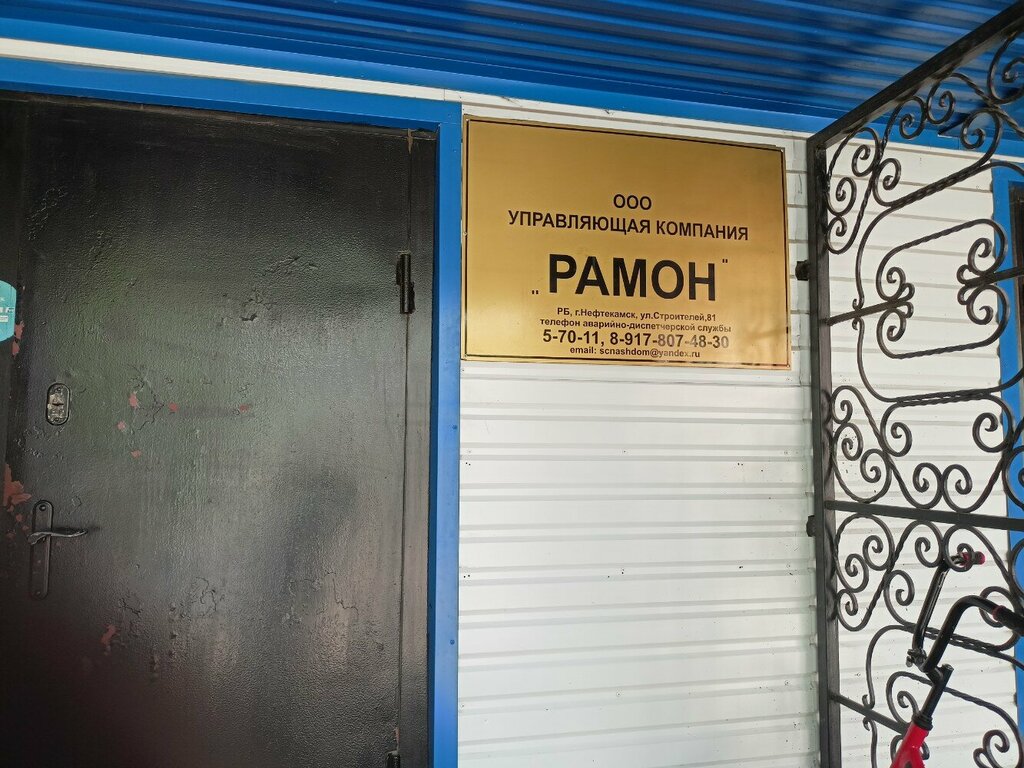 ООО
УПРАВЛЯЮЩАЯ КОМПАНИЯ
„РАМОН"
РБ, г.Нефтекамск, ул.Строителей,81
телефон аварийно-диспетчерской службы
5-70-11, 8-917-807-48-30
email: scnashdom@yandex.ru